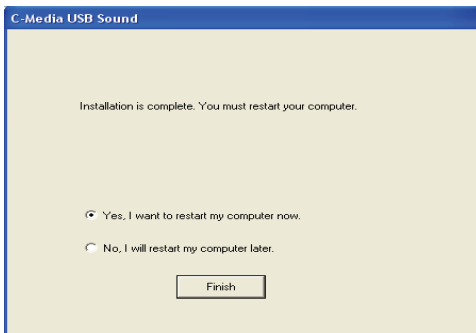 C-Media USB Sound
Installation is complete. You must restart your computer.
Yes, I want to restart my computer now.
No, I will restart my computer later.
Finish